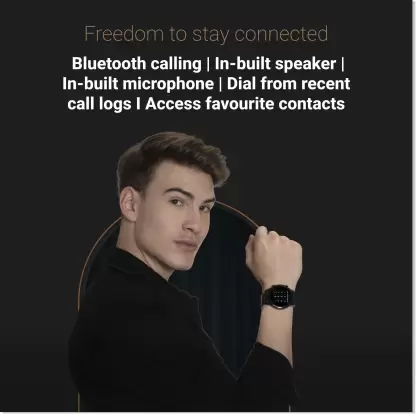 Freedom to stay connected
Bluetooth calling | In-built speaker |
In-built microphone | Dial from recent
call logs I Access favourite contacts